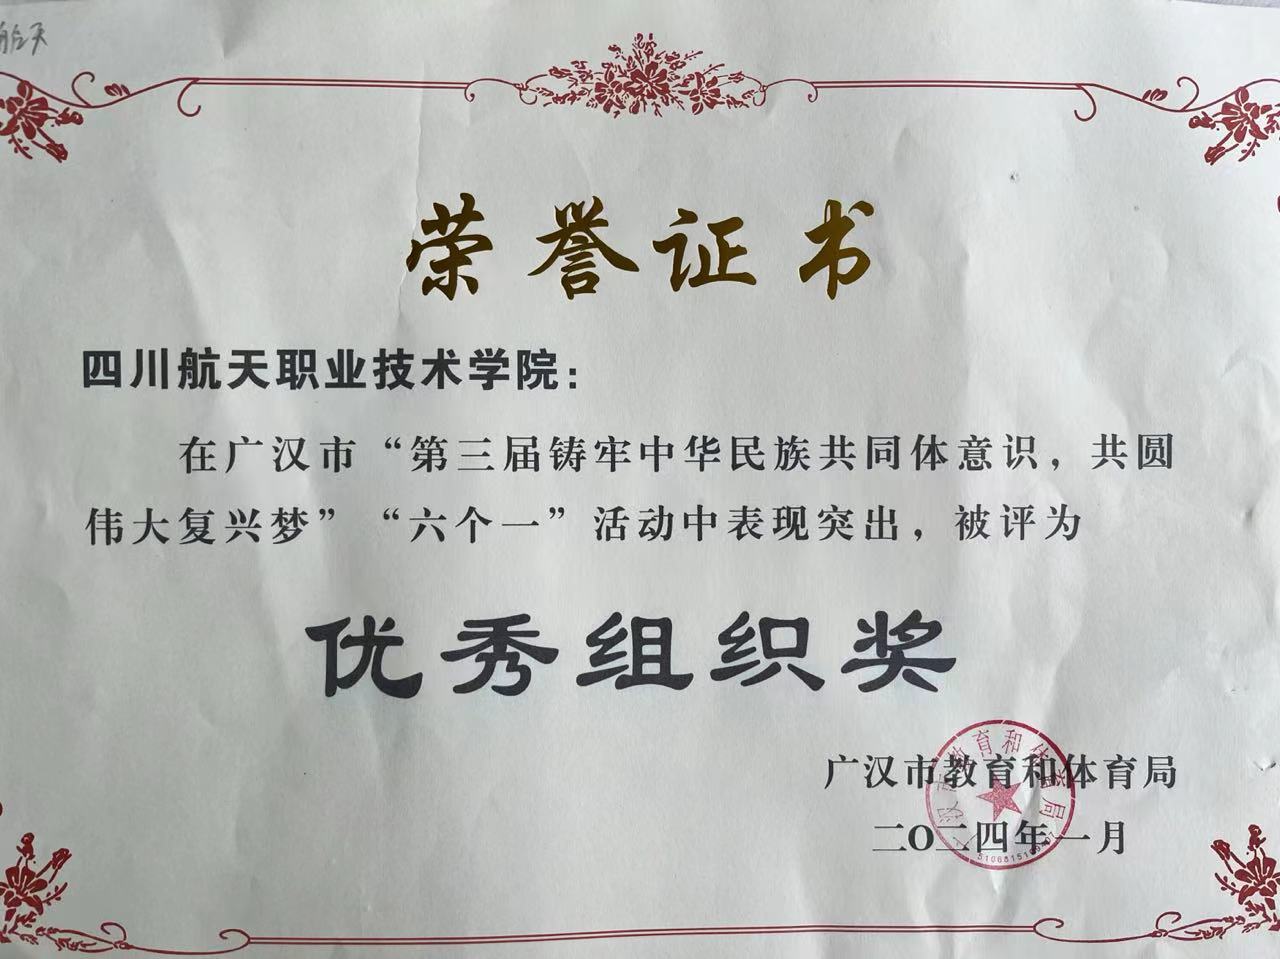 航天
荣誉证书
四川航天职业技术学院：
在广汉市“第三届铸牢中华民族共同体意识，共圆
伟大复兴梦”“六个一”活动中表现突出，被评为
优秀组织奖
广汉市教育和体育局
二〇二四年一月